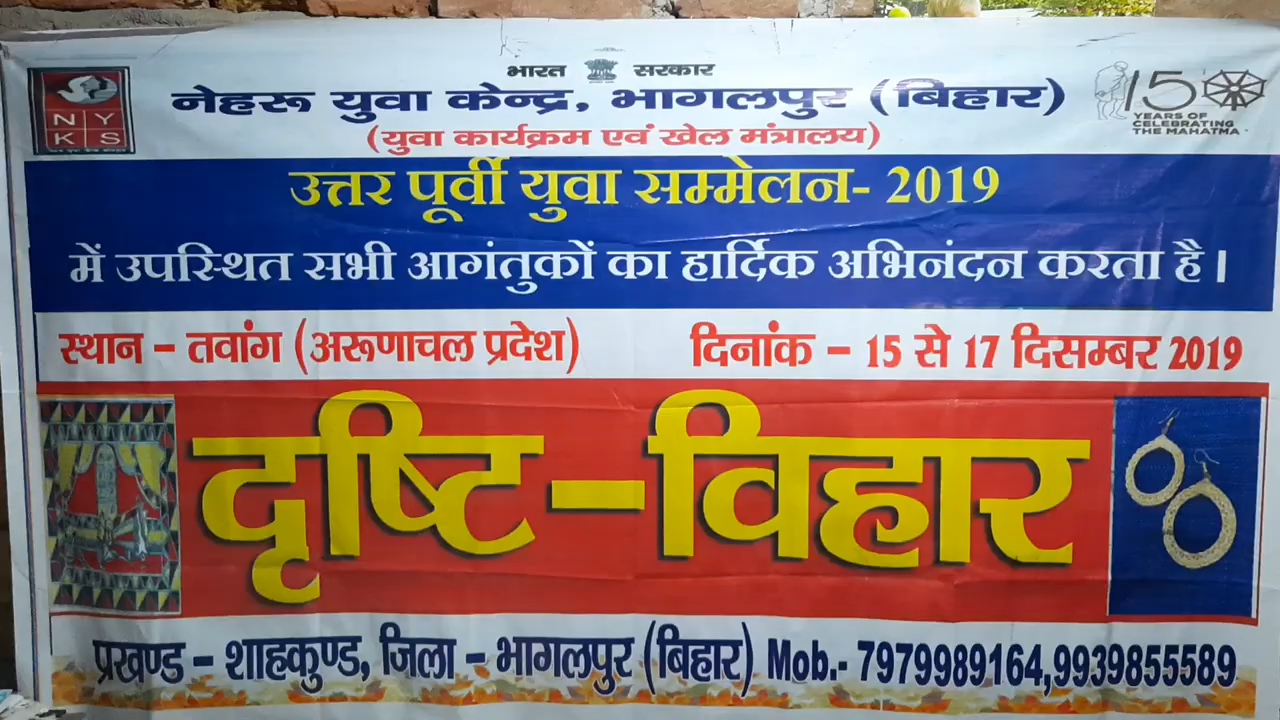 भारत सरकार
नेहरू युवा केन्द्र, भागलपुर (बिहार)
(युवा कार्यक्रम एवं खेल मंत्रालय)
NY
KS
150
YEARS OF
CELEBRATING
THE MAHATMA
उत्तर पूर्वी युवा सम्मेलन- 2019
में उपस्थित सभी आगंतुकों का हार्दिक अभिनंदन करता है।
स्थान – तवांग (अरूणाचल प्रदेश) दिनांक – 15 से 17 दिसम्बर 2019
दृष्टि–विहार
प्रखण्ड – शाहकुण्ड, जिला – भागलपुर (बिहार) Mob.- 7979989164,9939855589